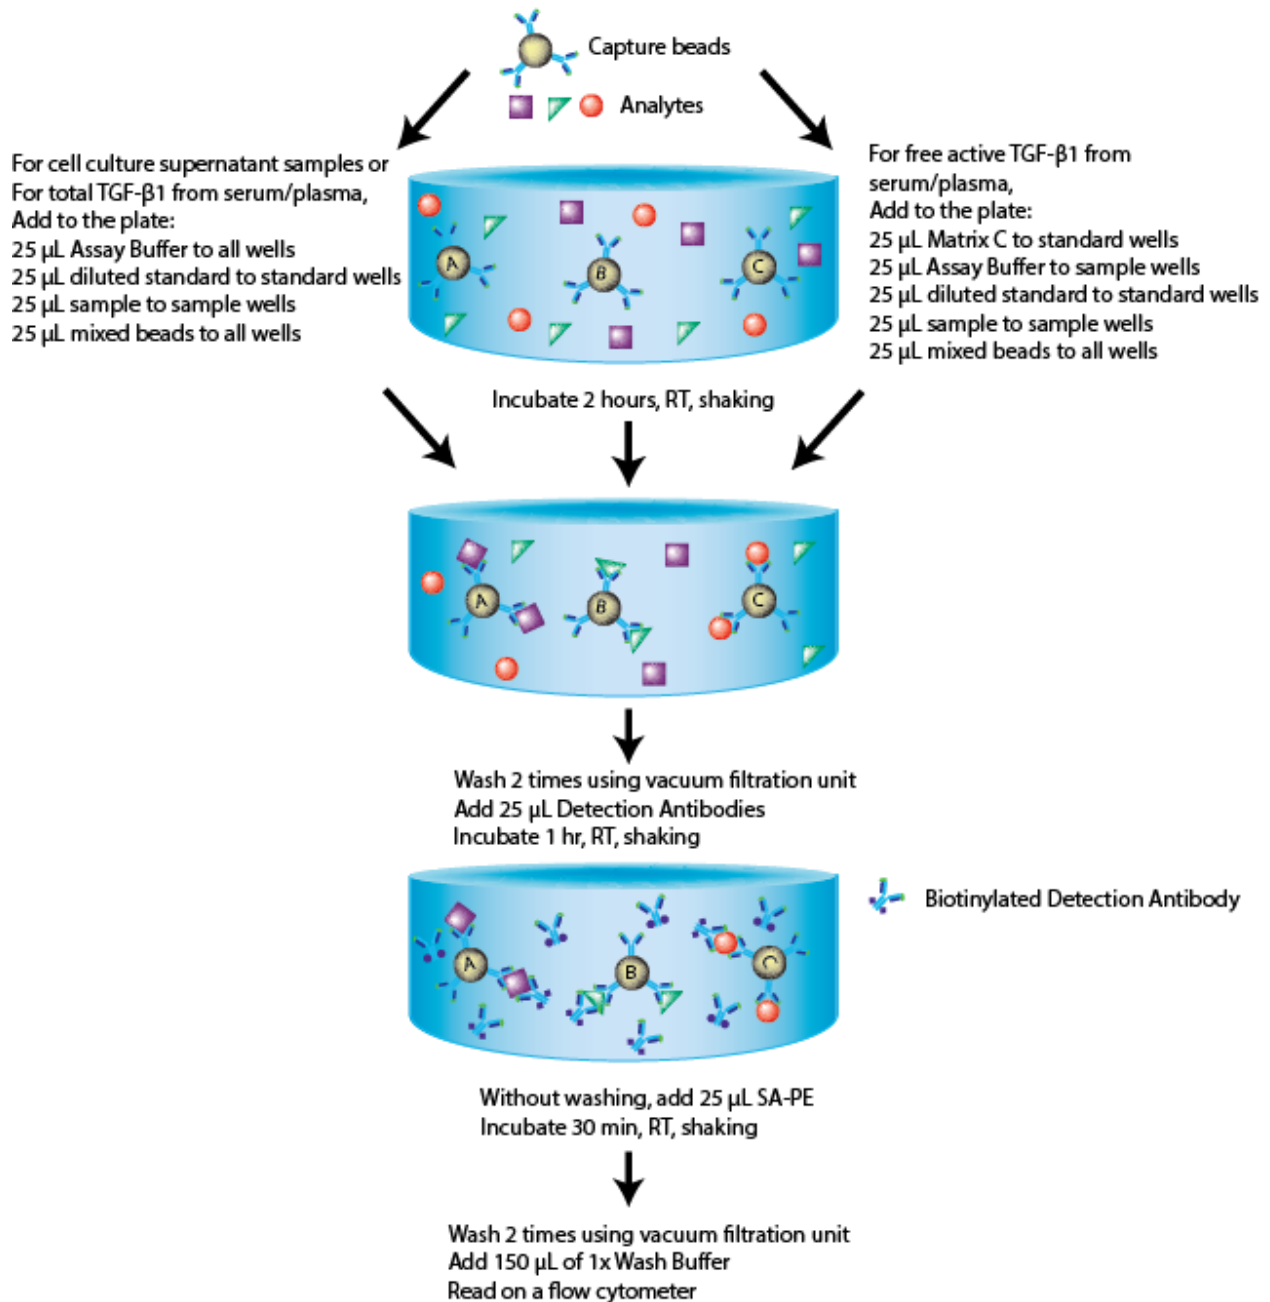 Capture beads
Analytes
For cell culture supernatant samples or
For total TGF-β1 from serum/plasma,
Add to the plate:
25 µL Assay Buffer to all wells
25 µL diluted standard to standard wells
25 µL sample to sample wells
25 µL mixed beads to all wells
For free active TGF-β1 from
serum/plasma,
Add to the plate:
25 µL Matrix C to standard wells
25 µL Assay Buffer to sample wells
25 µL diluted standard to standard wells
25 µL sample to sample wells
25 µL mixed beads to all wells
A
B
C
Incubate 2 hours, RT, shaking
A
B
C
Wash 2 times using vacuum filtration unit
Add 25 µL Detection Antibodies
Incubate 1 hr, RT, shaking
Biotinylated Detection Antibody
A
B
C
Without washing, add 25 µL SA-PE
Incubate 30 min, RT, shaking
Wash 2 times using vacuum filtration unit
Add 150 µL of 1x Wash Buffer
Read on a flow cytometer